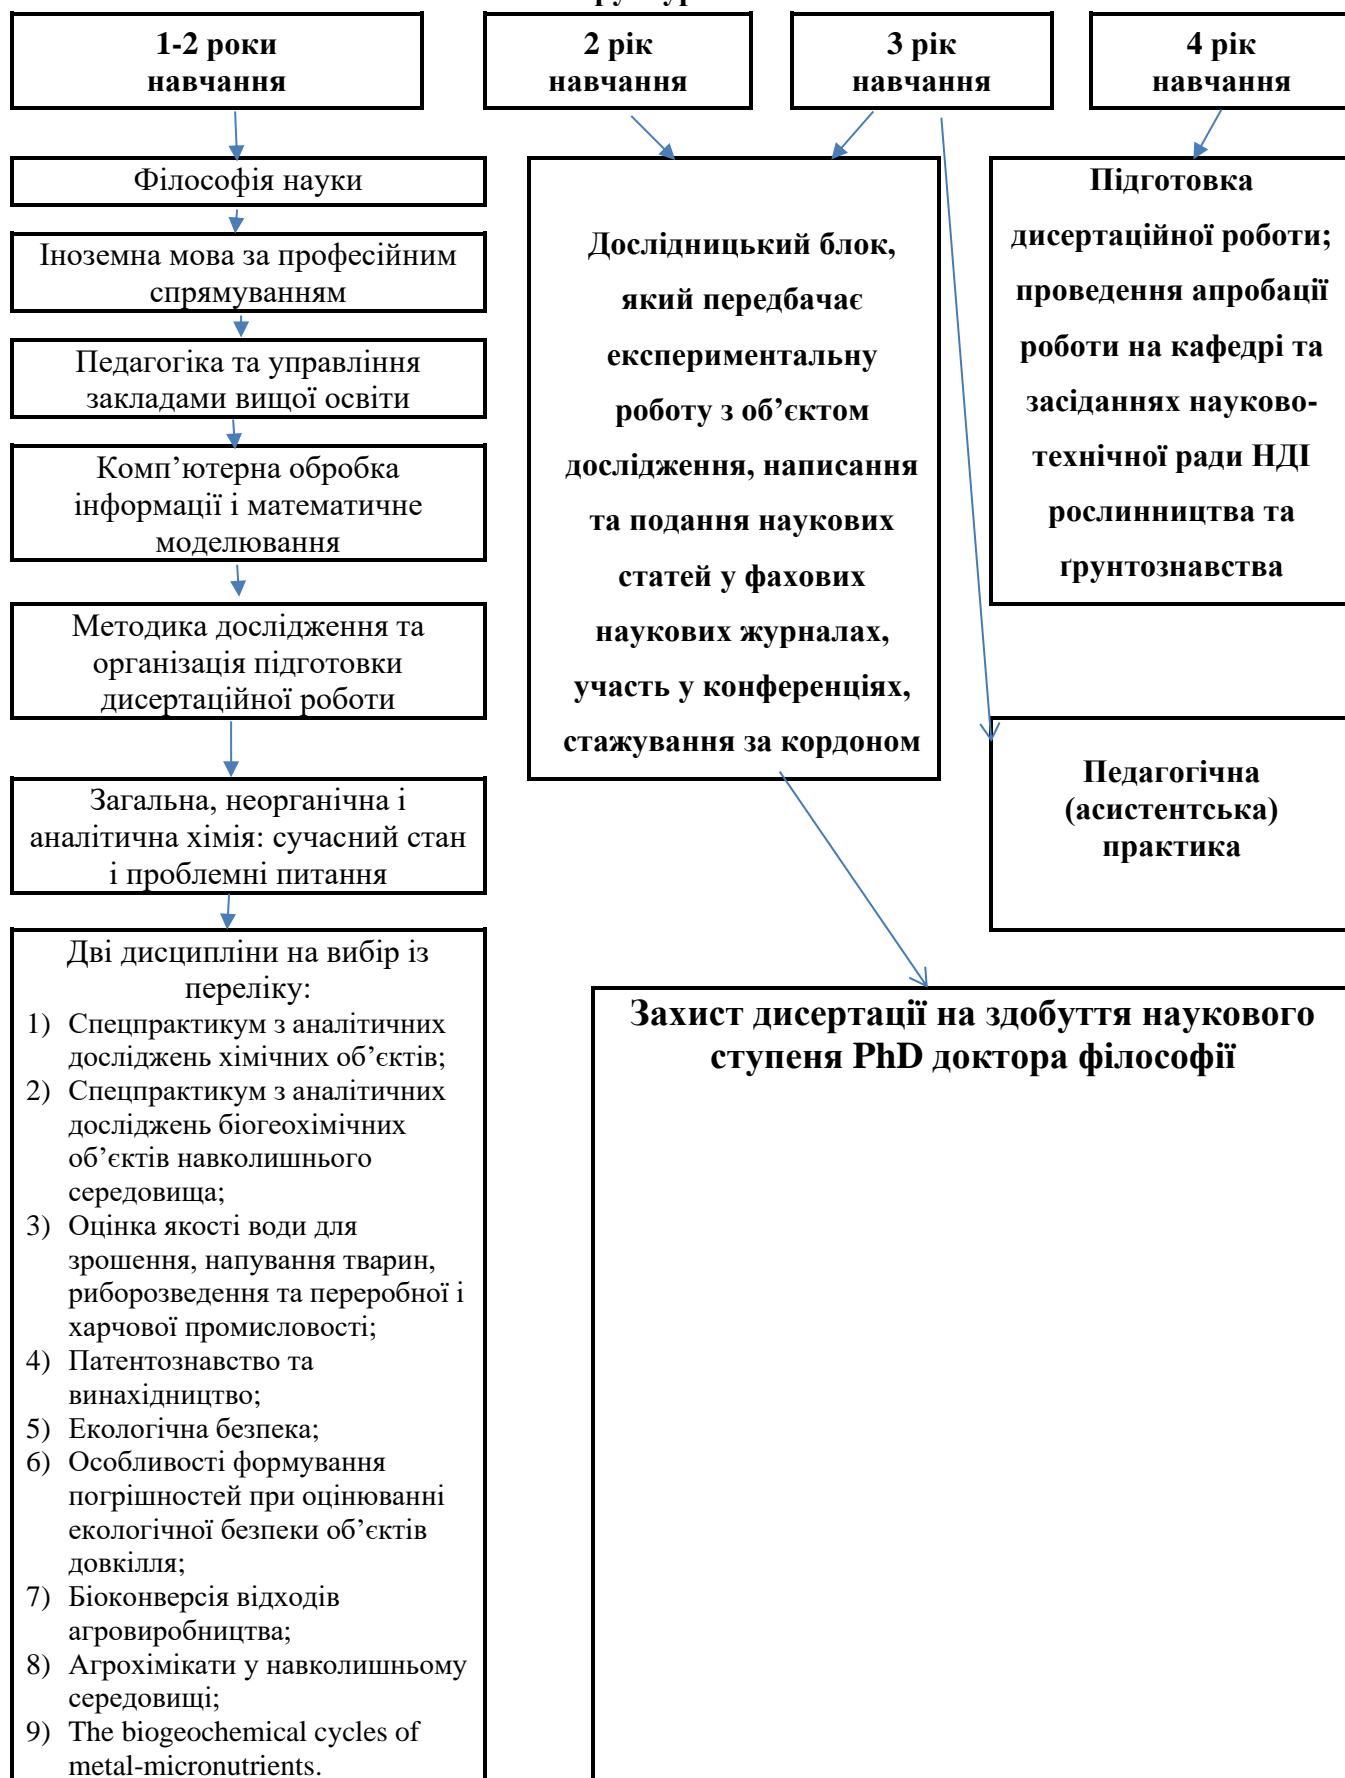 1-2 роки
навчання
2 рік
навчання
3 рік
навчання
4 рік
навчання
Філософія науки
Іноземна мова за професійним
спрямуванням
Педагогіка та управління
закладами вищої освіти
Комп’ютерна обробка
інформації і математичне
моделювання
Методика дослідження та
організація підготовки
дисертаційної роботи
Загальна, неорганічна і
аналітична хімія: сучасний стан
і проблемні питання
Дві дисципліни на вибір із
переліку:
1) Спецпрактикум з аналітичних
досліджень хімічних об’єктів;
2) Спецпрактикум з аналітичних
досліджень біогеохімічних
об’єктів навколишнього
середовища;
3) Оцінка якості води для
зрошення, напування тварин,
риборозведення та переробної і
харчової промисловості;
4) Патентознавство та
винахідництво;
5) Екологічна безпека;
6) Особливості формування
погрішностей при оцінюванні
екологічної безпеки об’єктів
довкілля;
7) Біоконверсія відходів
агровиробництва;
8) Агрохімікати у навколишньому
середовищі;
9) The biogeochemical cycles of
metal-micronutrients.
Дослідницький блок,
який передбачає
експериментальну
роботу з об’єктом
дослідження, написання
та подання наукових
статей у фахових
наукових журналах,
участь у конференціях,
стажування за кордоном
Підготовка
дисертаційної роботи;
проведення апробації
роботи на кафедрі та
засіданнях науково-
технічної ради НДІ
рослинництва та
ґрунтознавства
Педагогічна
(асистентська)
практика
Захист дисертації на здобуття наукового
ступеня PhD доктора філософії